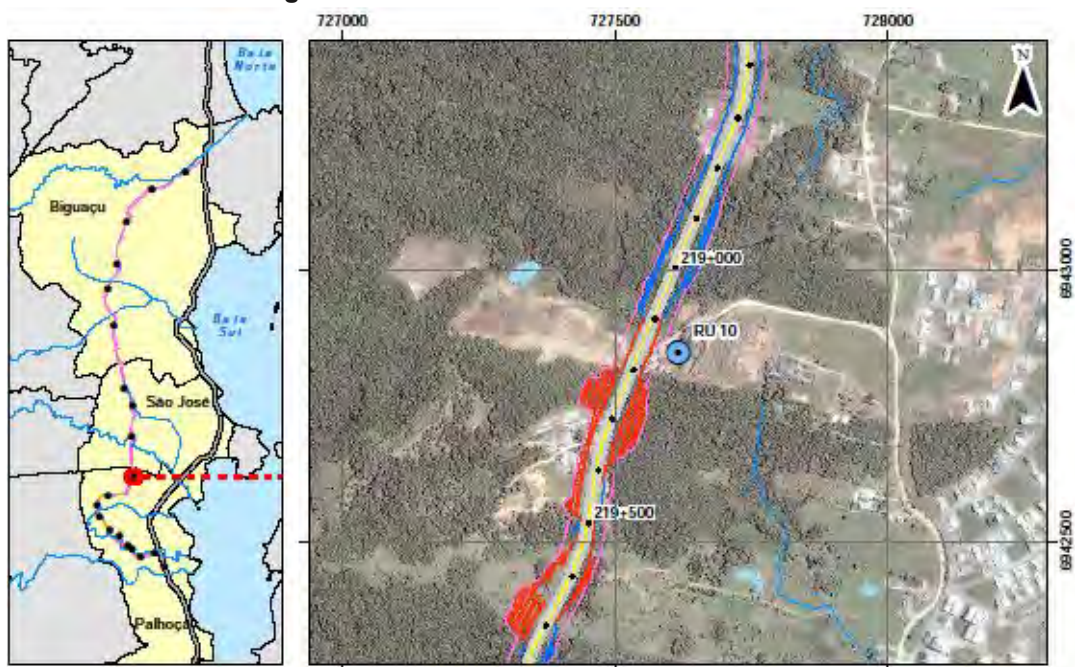 727000
727500
728000
Baia
Norte
N
Biguaçu
219+000
6943000
Baia
Sul
RU 10
São José
219+500
6942500
Palhoça